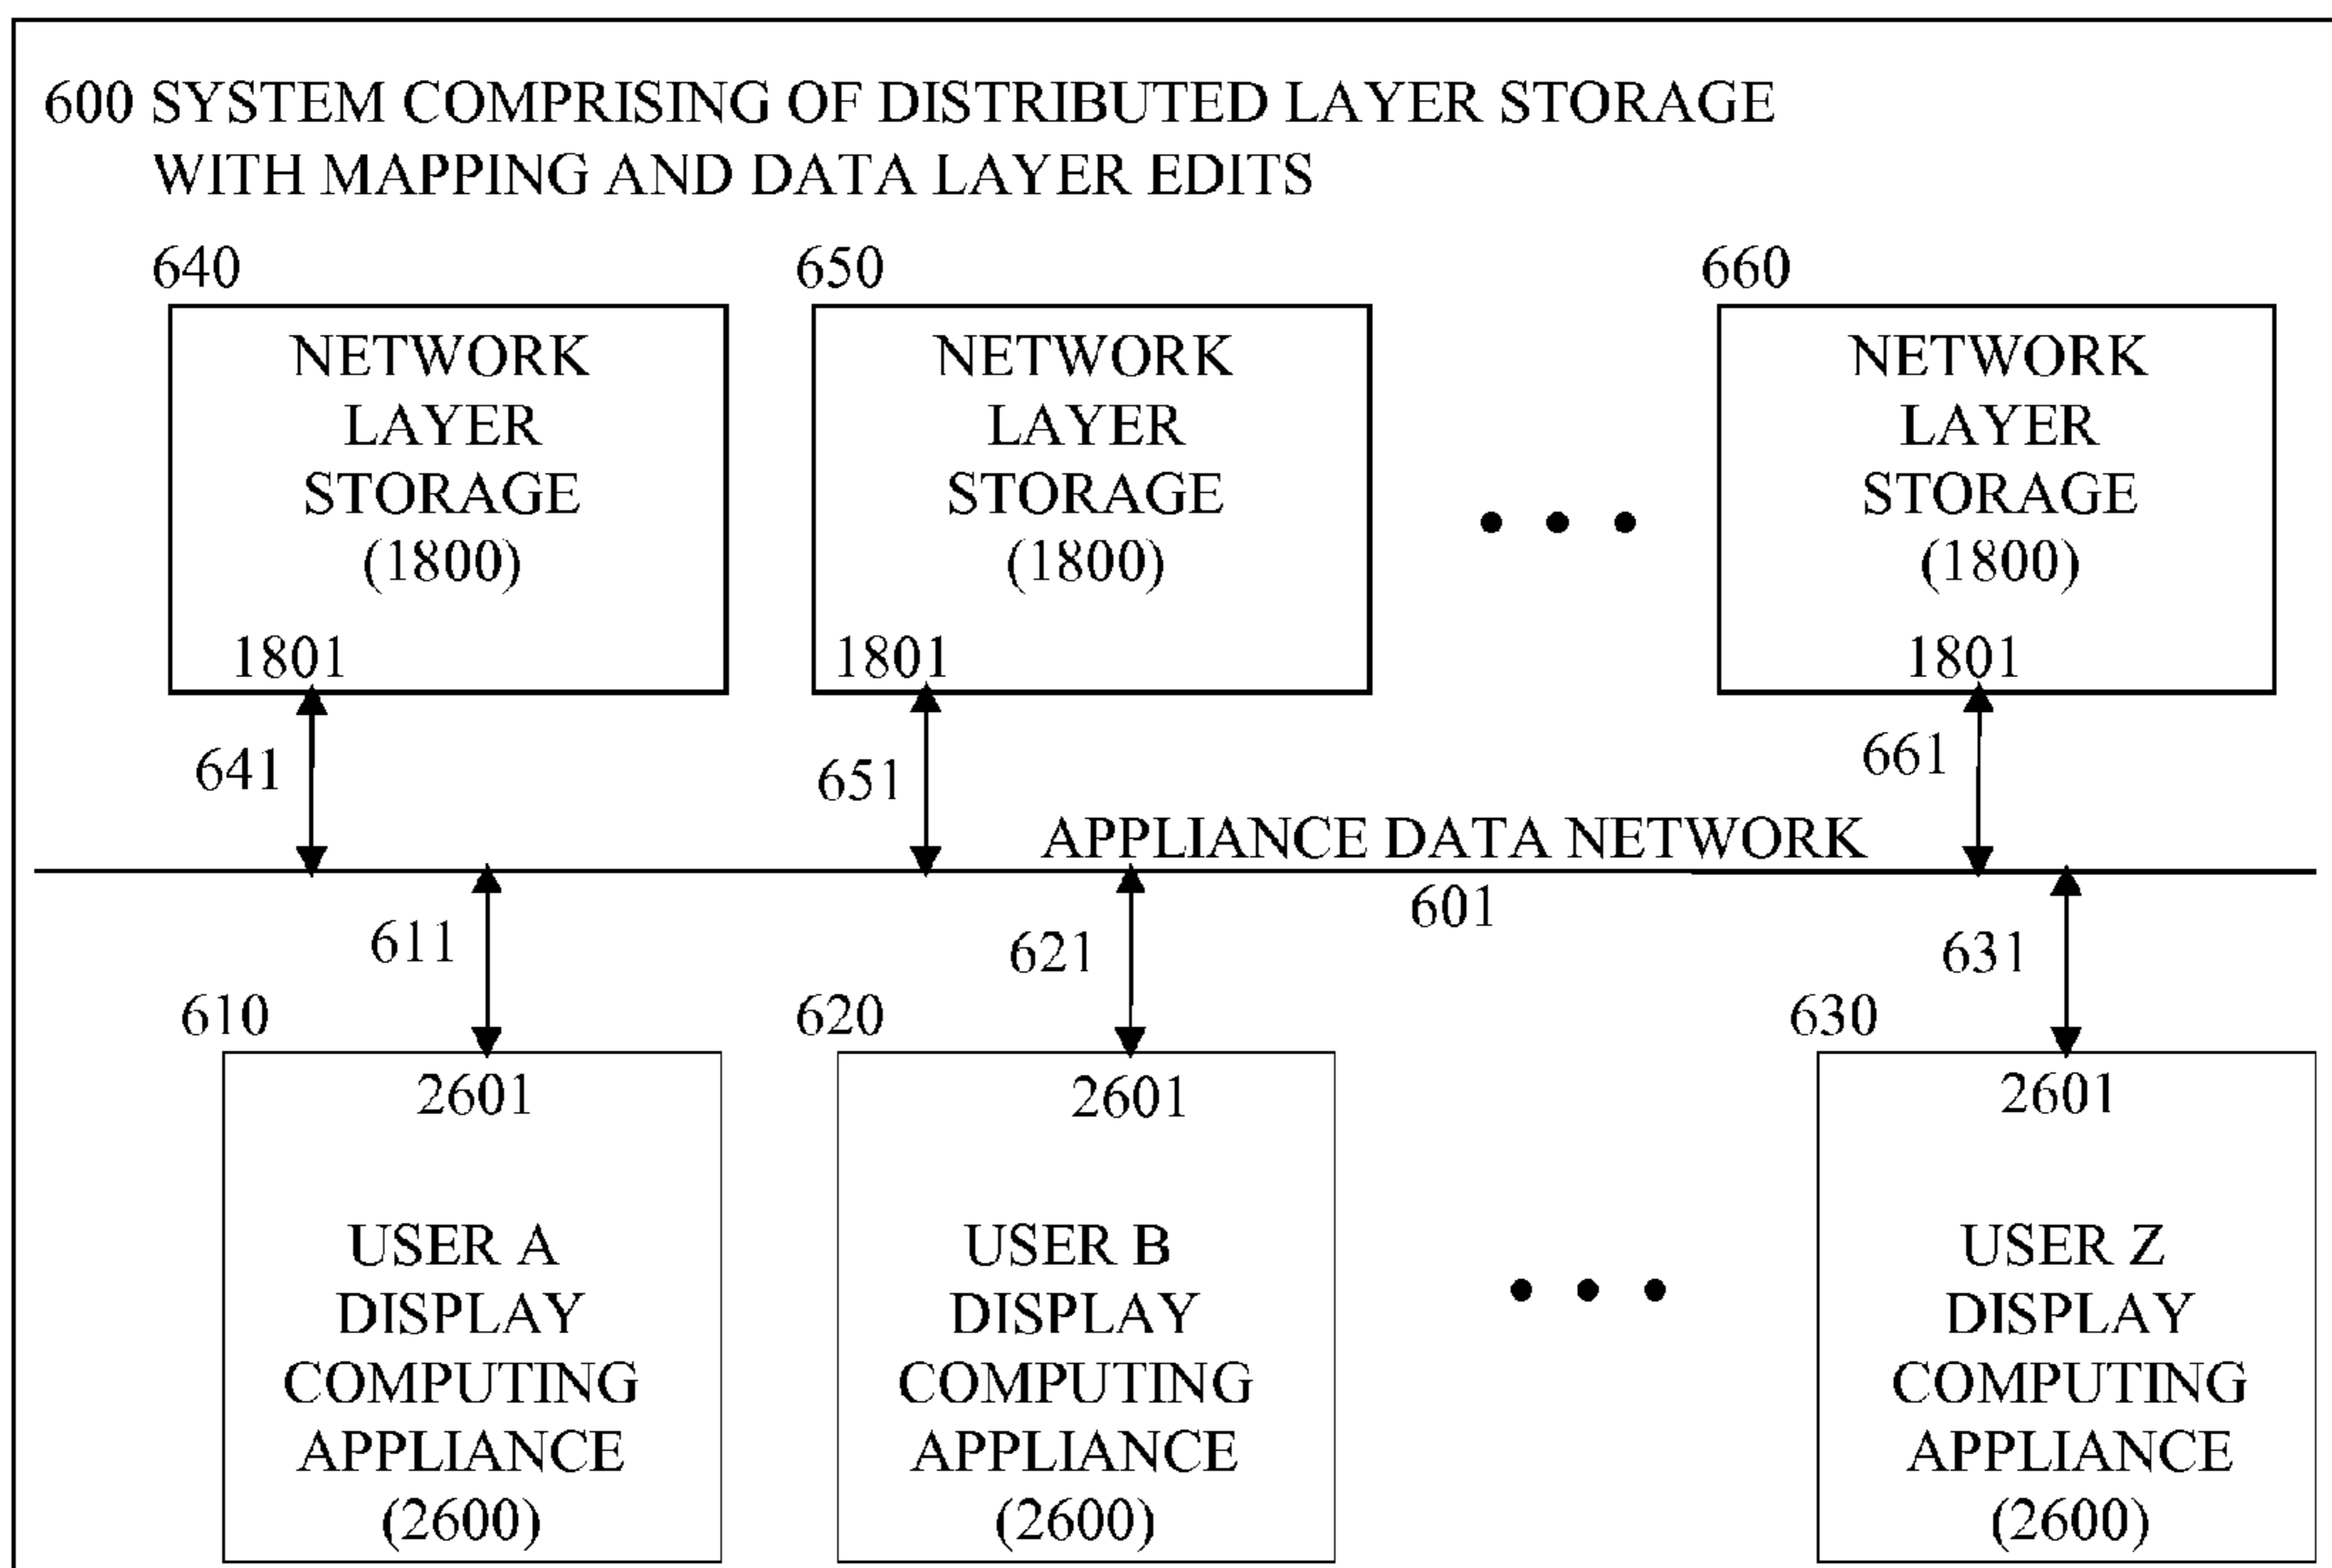 600 SYSTEM COMPRISING OF DISTRIBUTED LAYER STORAGE
WITH MAPPING AND DATA LAYER EDITS
640
650
660
NETWORK
LAYER
STORAGE
(1800)
1801
NETWORK
LAYER
STORAGE
(1800)
1801
NETWORK
LAYER
STORAGE
(1800)
1801
641
651
661
APPLIANCE DATA NETWORK
601
611
621
631
610
620
630
2601
USER A
DISPLAY
COMPUTING
APPLIANCE
(2600)
2601
USER B
DISPLAY
COMPUTING
APPLIANCE
(2600)
2601
USER Z
DISPLAY
COMPUTING
APPLIANCE
(2600)